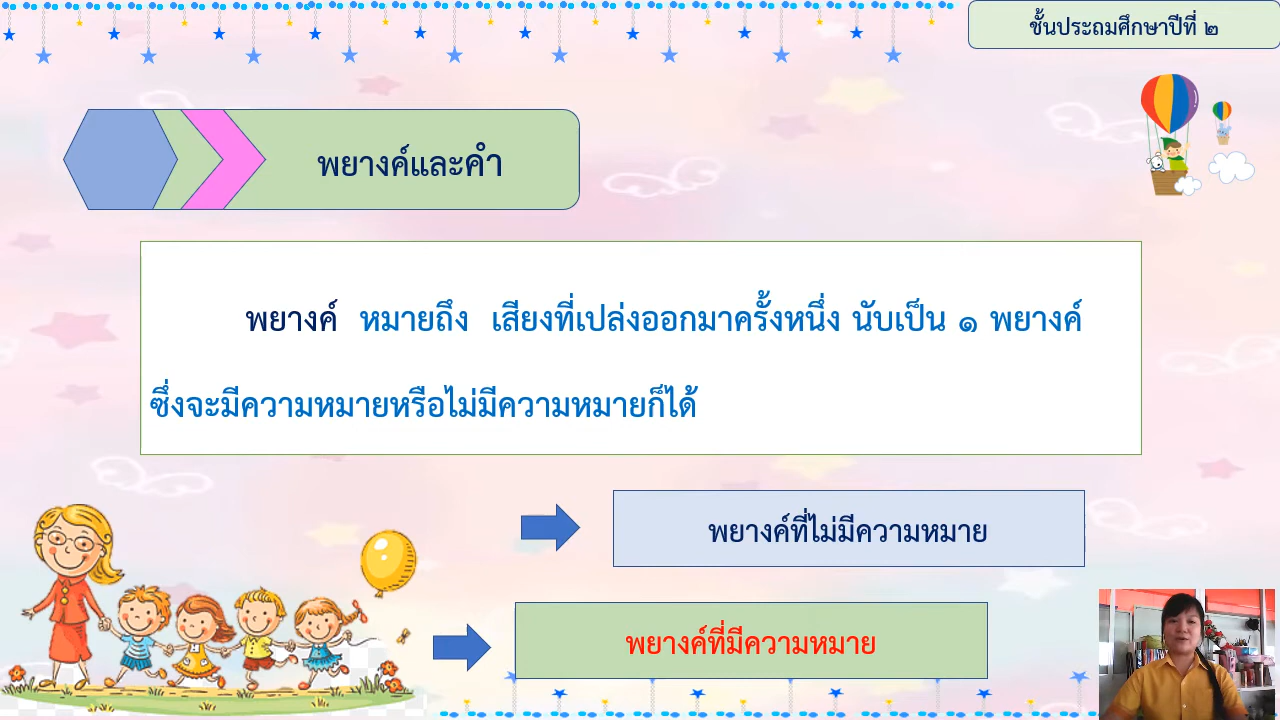 ชั้นประถมศึกษาปีที่ ๒
พยางค์และคำ
พยางค์ หมายถึง เสียงที่เปล่งออกมาครั้งหนึ่ง นับเป็น ๑ พยางค์
ซึ่งจะมีความหมายหรือไม่มีความหมายก็ได้
พยางค์ที่ไม่มีความหมาย
พยางค์ที่มีความหมาย